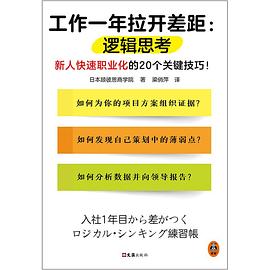 工作一年拉开差距：
逻辑思考
新人快速职业化的20个关键技巧！
日本顾彼思商学院 著 梁俏萍 译
如何为你的项目方案组织证据？
如何发现自己策划中的薄弱点？
如何分析数据并向领导报告？
入社1年目から差がつく
ロジカル・シンキング練習帳
文匯出版社